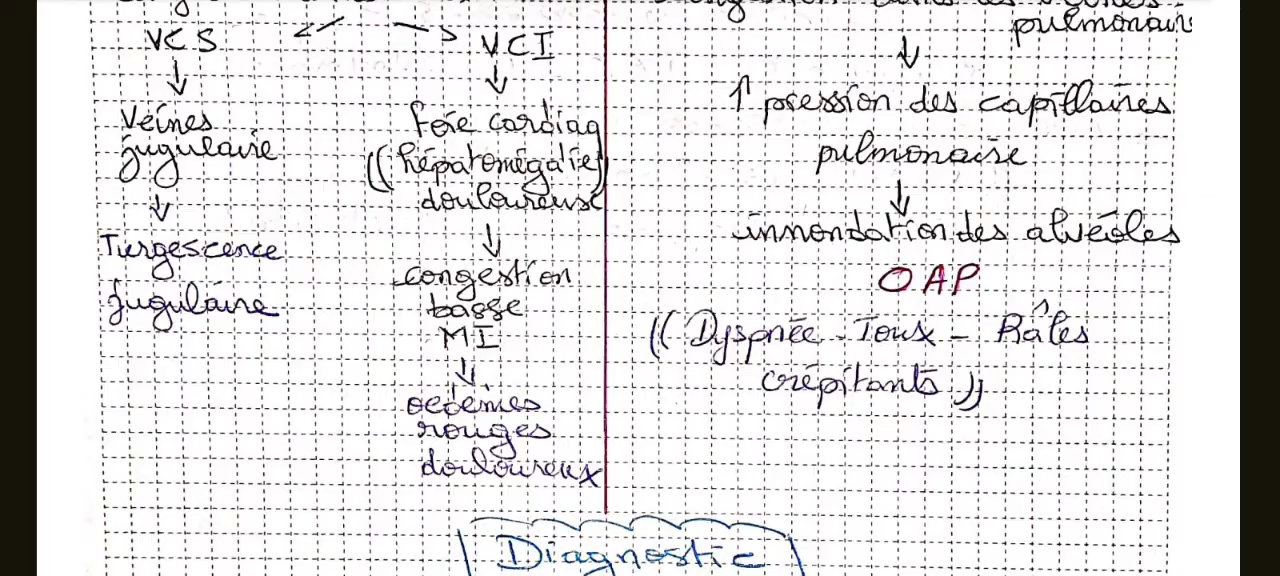 VCS ↙ ↘ VCI
↓
Veines
jugulaire
↓
Turgescence
jugulaire
↓
foie cardiaq
(( hépatomégalie ))
douloureuse
↓
congestion
basse
MI
↓
oedèmes
rouges
douloureux
pulmonaire
↓
↑ pression des capillaires
pulmonaire
↓
innondation des alvéoles
OAP
(( Dyspnée - Toux - Râles
crépitants ))
Diagnostic